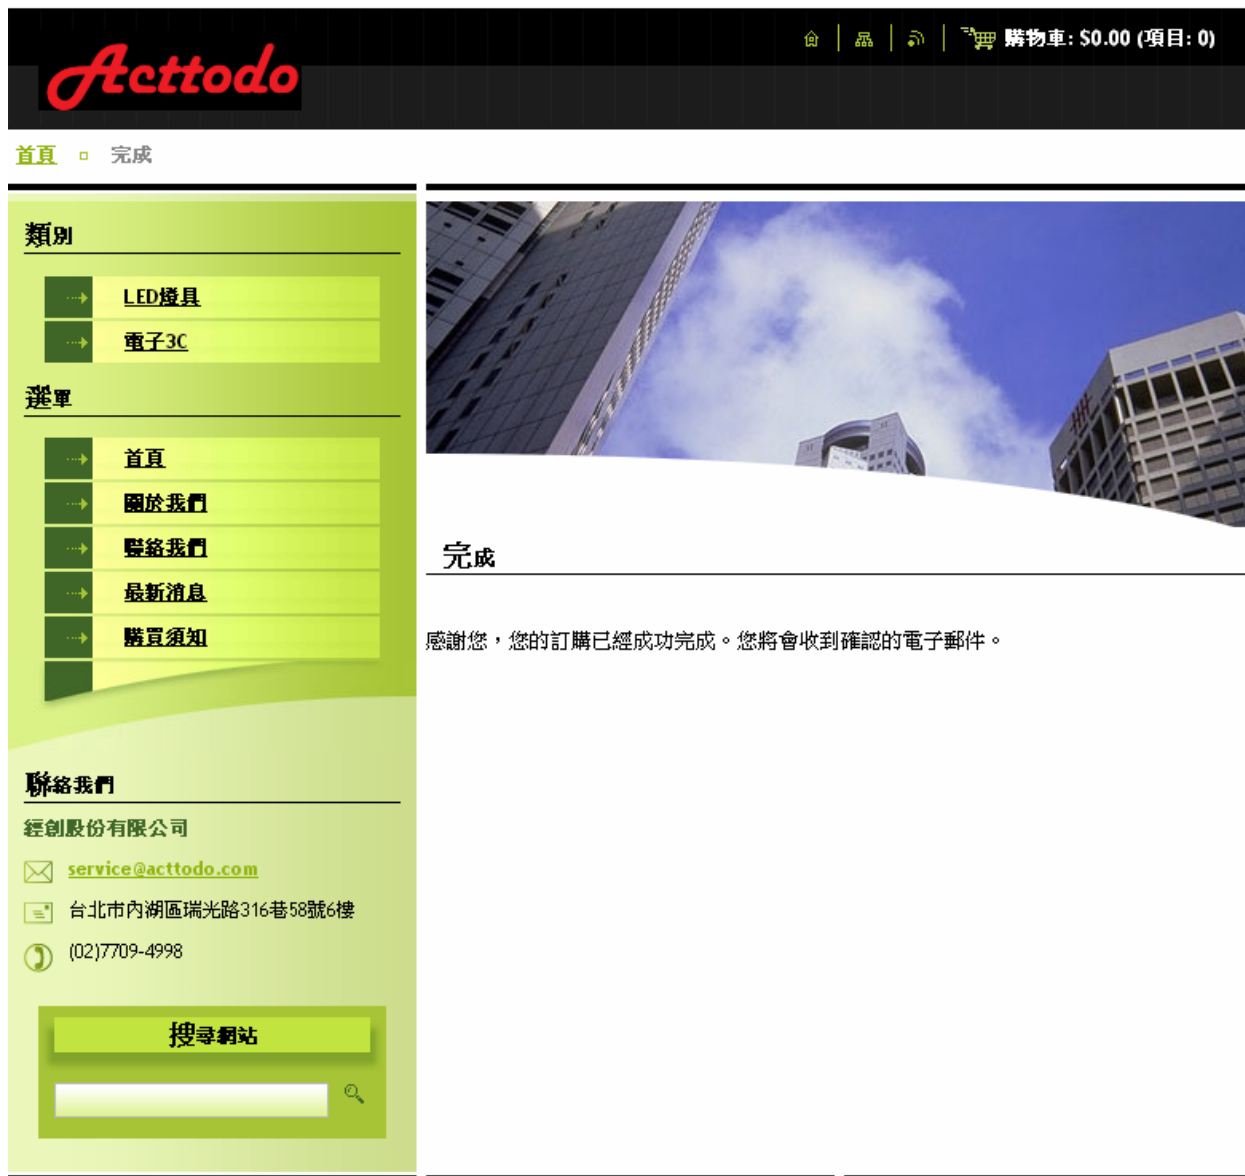 Acttodo
購物車: $0.00 (項目: 0)
首頁
完成
類別
LED燈具
電子3C
選單
首頁
關於我們
聯絡我們
最新消息
購買須知
完成
感謝您，您的訂購已經成功完成。您將會收到確認的電子郵件。
聯絡我們
經創股份有限公司
service@acttodo.com
台北市內湖區瑞光路316巷58號6樓
(02)7709-4998
搜尋網站